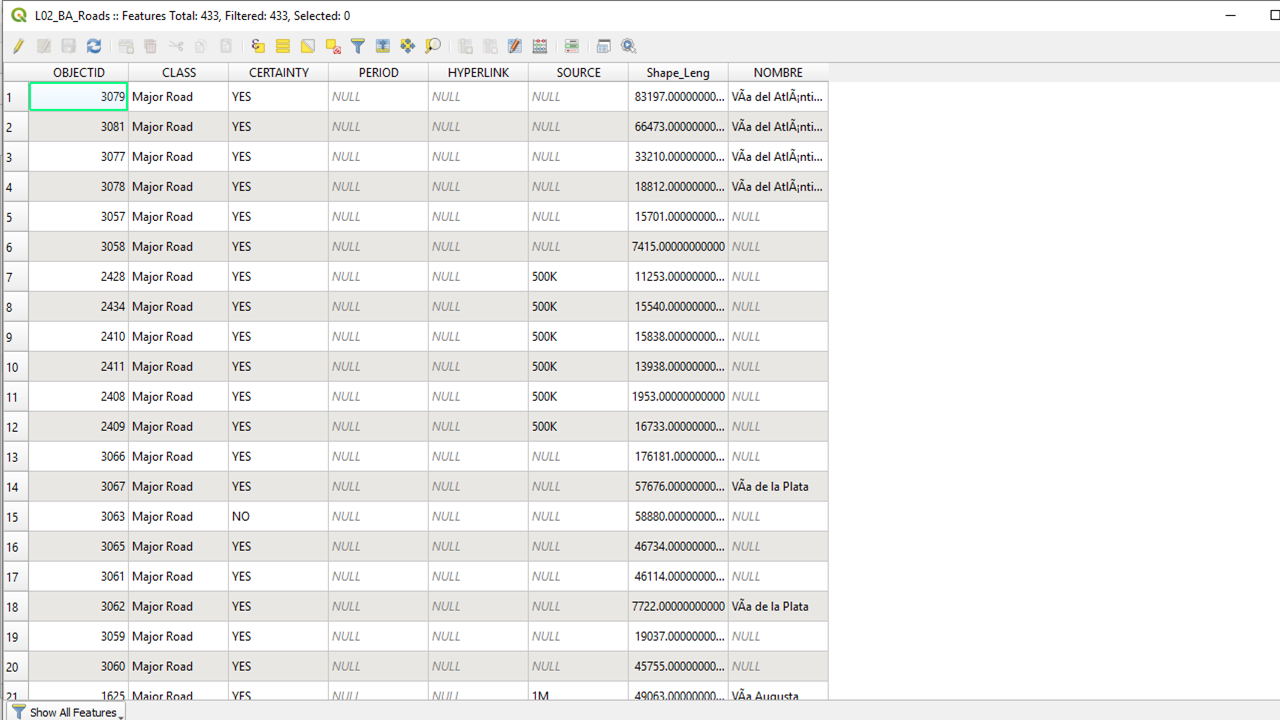 L02_BA_Roads :: Features Total: 433, Filtered: 433, Selected: 0
OBJECTID CLASS CERTAINTY PERIOD HYPERLINK SOURCE Shape_Leng NOMBRE
1 3079 Major Road YES NULL NULL NULL 83197.00000000... VÃa del AtlÃ¡nti...
2 3081 Major Road YES NULL NULL NULL 66473.00000000... VÃa del AtlÃ¡nti...
3 3077 Major Road YES NULL NULL NULL 33210.00000000... VÃa del AtlÃ¡nti...
4 3078 Major Road YES NULL NULL NULL 18812.00000000... VÃa del AtlÃ¡nti...
5 3057 Major Road YES NULL NULL NULL 15701.00000000... NULL
6 3058 Major Road YES NULL NULL NULL 7415.00000000000 NULL
7 2428 Major Road YES NULL NULL 500K 11253.00000000... NULL
8 2434 Major Road YES NULL NULL 500K 15540.00000000... NULL
9 2410 Major Road YES NULL NULL 500K 15838.00000000... NULL
10 2411 Major Road YES NULL NULL 500K 13938.00000000... NULL
11 2408 Major Road YES NULL NULL 500K 1953.00000000000 NULL
12 2409 Major Road YES NULL NULL 500K 16733.00000000... NULL
13 3066 Major Road YES NULL NULL NULL 176181.0000000... NULL
14 3067 Major Road YES NULL NULL NULL 57676.00000000... VÃa de la Plata
15 3063 Major Road NO NULL NULL NULL 58880.00000000... NULL
16 3065 Major Road YES NULL NULL NULL 46734.00000000... NULL
17 3061 Major Road YES NULL NULL NULL 46114.00000000... NULL
18 3062 Major Road YES NULL NULL NULL 7722.00000000000 VÃa de la Plata
19 3059 Major Road YES NULL NULL NULL 19037.00000000... NULL
20 3060 Major Road YES NULL NULL NULL 45755.00000000... NULL
21 1625 Major Road YES NULL NULL 1M 49063.00000000... VÃa Augusta
Show All Features